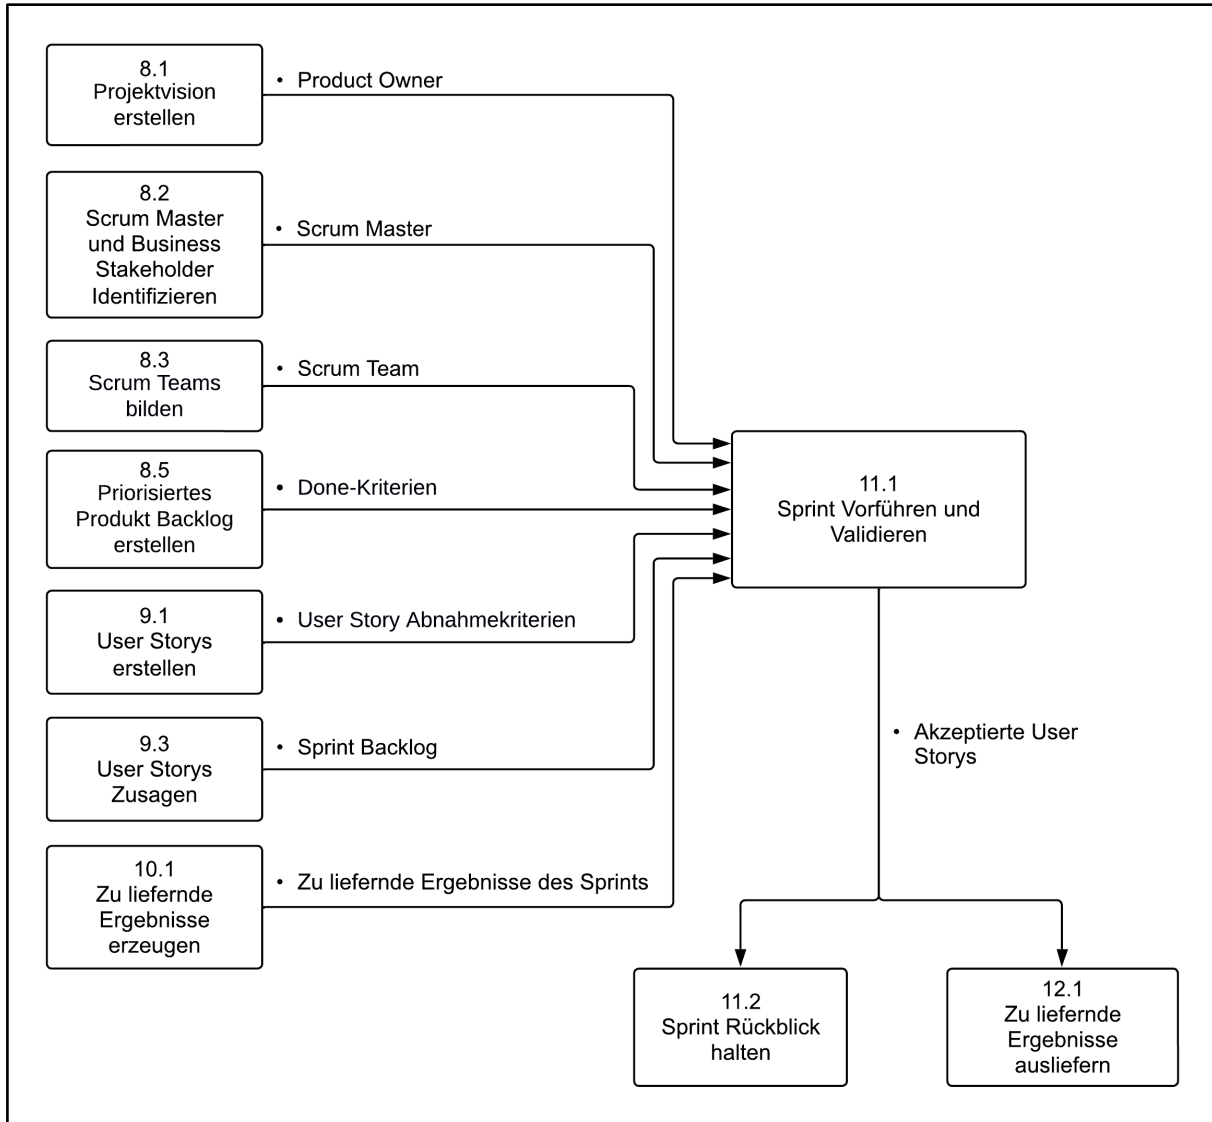 8.1
Projektvision
erstellen
• Product Owner
8.2
Scrum Master
und Business
Stakeholder
Identifizieren
• Scrum Master
8.3
Scrum Teams
bilden
• Scrum Team
8.5
Priorisiertes
Produkt Backlog
erstellen
• Done-Kriterien
9.1
User Storys
erstellen
• User Story Abnahmekriterien
9.3
User Storys
Zusagen
• Sprint Backlog
10.1
Zu liefernde
Ergebnisse
erzeugen
• Zu liefernde Ergebnisse des Sprints
11.1
Sprint Vorführen und
Validieren
• Akzeptierte User
Storys
11.2
Sprint Rückblick
halten
12.1
Zu liefernde
Ergebnisse
ausliefern